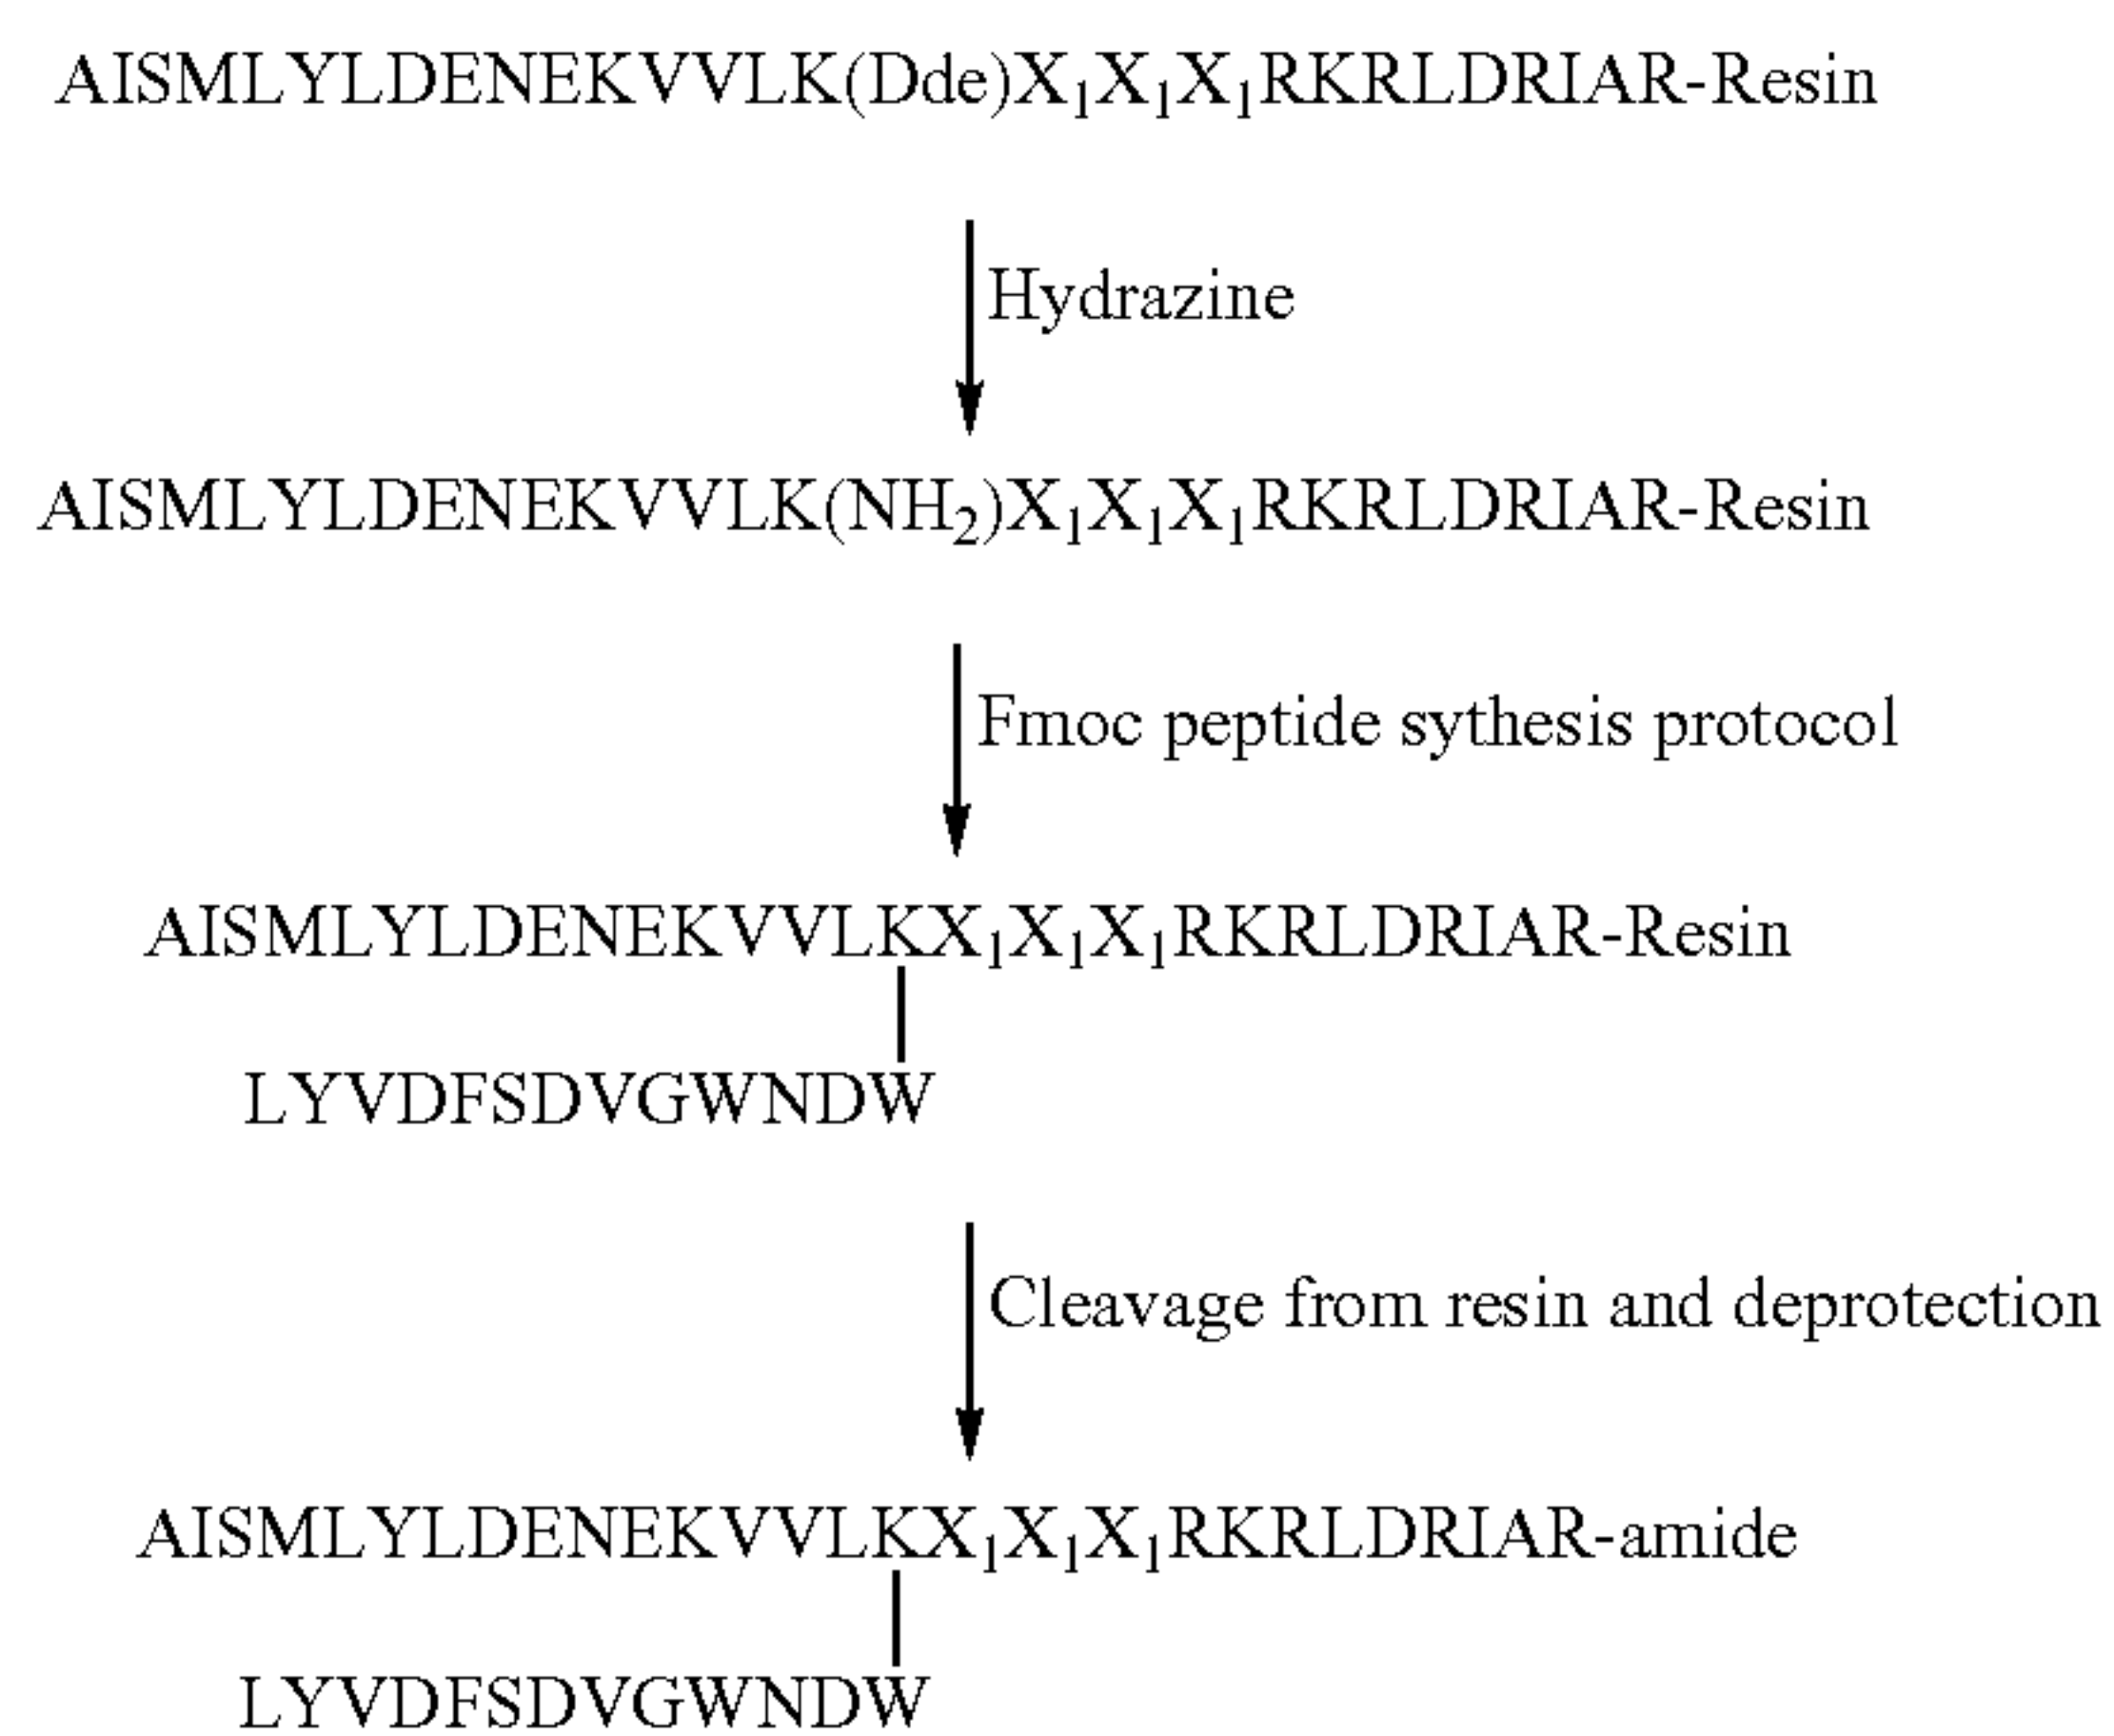 AISMLYLDENEKVVLK(Dde)X₁X₁X₁RKRLDRIAR-Resin
Hydrazine
AISMLYLDENEKVVLK(NH₂)X₁X₁X₁RKRLDRIAR-Resin
Fmoc peptide sythesis protocol
AISMLYLDENEKVVLKX₁X₁X₁RKRLDRIAR-Resin
LYVDFSDVGWNDW
Cleavage from resin and deprotection
AISMLYLDENEKVVLKX₁X₁X₁RKRLDRIAR-amide
LYVDFSDVGWNDW